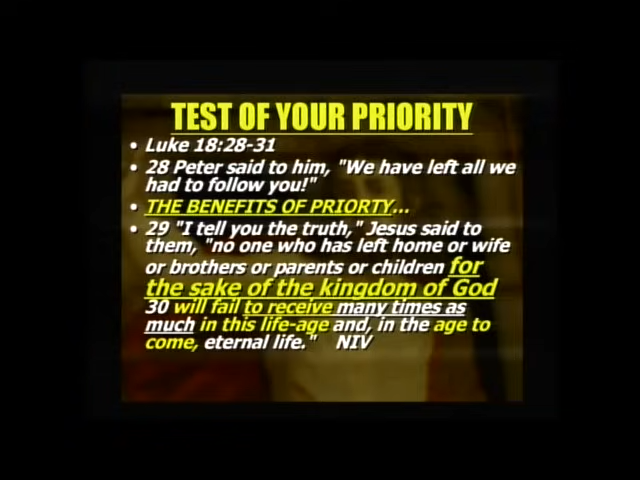 TEST OF YOUR PRIORITY
• Luke 18:28-31
• 28 Peter said to him, "We have left all we
had to follow you!"
• THE BENEFITS OF PRIORTY...
• 29 "I tell you the truth," Jesus said to
them, "no one who has left home or wife
or brothers or parents or children for
the sake of the kingdom of God
30 will fail to receive many times as
much in this life-age and, in the age to
come, eternal life." NIV